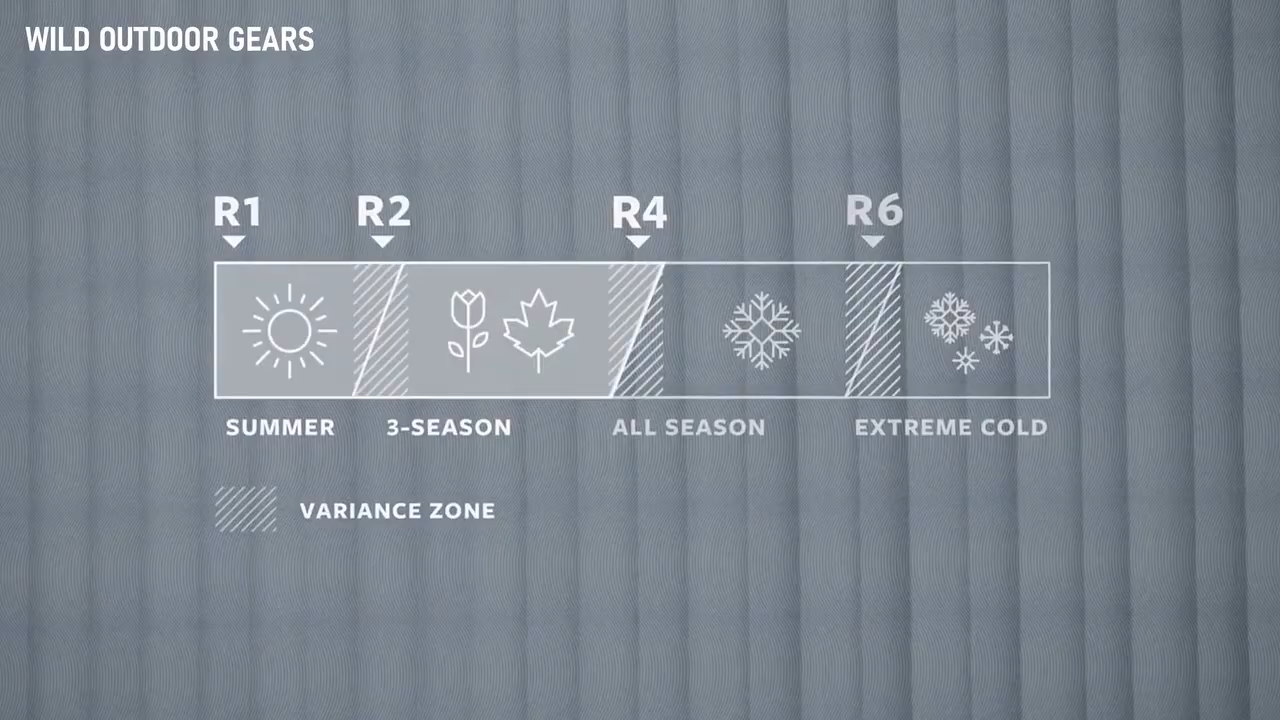 WILD OUTDOOR GEARS
R1 R2 R4 R6
SUMMER 3-SEASON ALL SEASON EXTREME COLD
VARIANCE ZONE